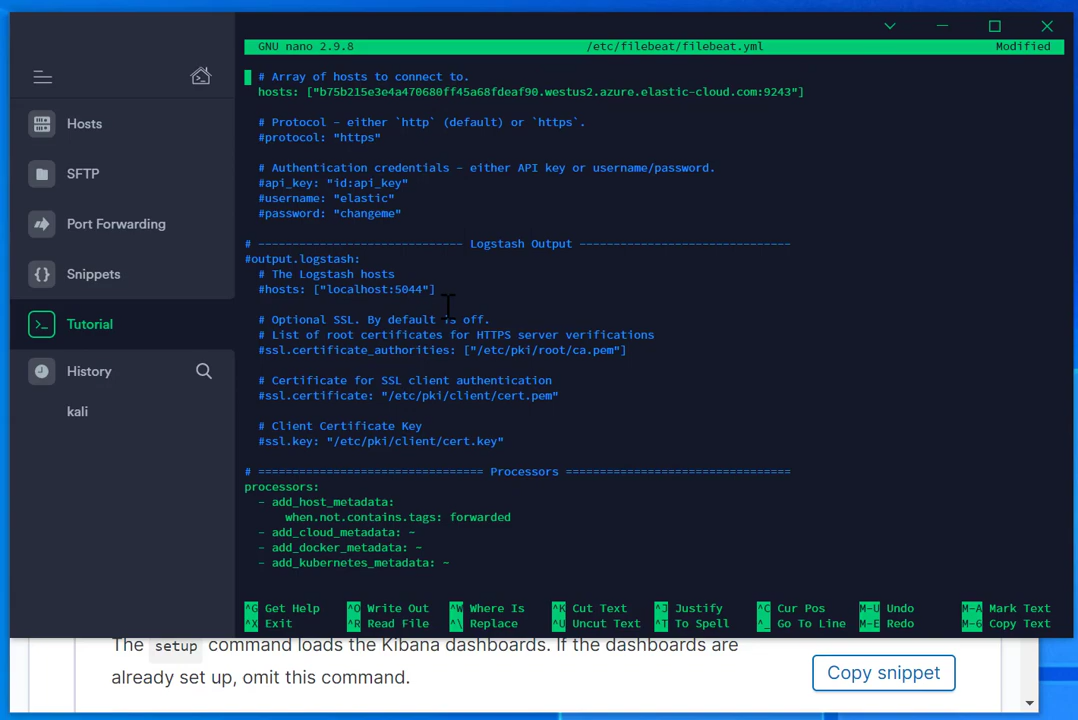 GNU nano 2.9.8 /etc/filebeat/filebeat.yml Modified
Hosts
SFTP
Port Forwarding
Snippets
Tutorial
History
kali
# Array of hosts to connect to.
hosts: ["b75b215e3e4a470680ff45a68fdeaf90.westus2.azure.elastic-cloud.com:9243"]
# Protocol - either `http` (default) or `https`.
#protocol: "https"
# Authentication credentials - either API key or username/password.
#api_key: "id:api_key"
#username: "elastic"
#password: "changeme"
# ------------------------------ Logstash Output -------------------------------
#output.logstash:
# The Logstash hosts
#hosts: ["localhost:5044"]
# Optional SSL. By default is off.
# List of root certificates for HTTPS server verifications
#ssl.certificate_authorities: ["/etc/pki/root/ca.pem"]
# Certificate for SSL client authentication
#ssl.certificate: "/etc/pki/client/cert.pem"
# Client Certificate Key
#ssl.key: "/etc/pki/client/cert.key"
# ================================= Processors =================================
processors:
- add_host_metadata:
when.not.contains.tags: forwarded
- add_cloud_metadata: ~
- add_docker_metadata: ~
- add_kubernetes_metadata: ~
^G Get Help ^O Write Out ^W Where Is ^K Cut Text ^J Justify ^C Cur Pos M-U Undo M-A Mark Text
^X Exit ^R Read File ^\ Replace ^U Uncut Text ^T To Spell ^_ Go To Line M-E Redo M-6 Copy Text
The setup command loads the Kibana dashboards. If the dashboards are
already set up, omit this command.
Copy snippet